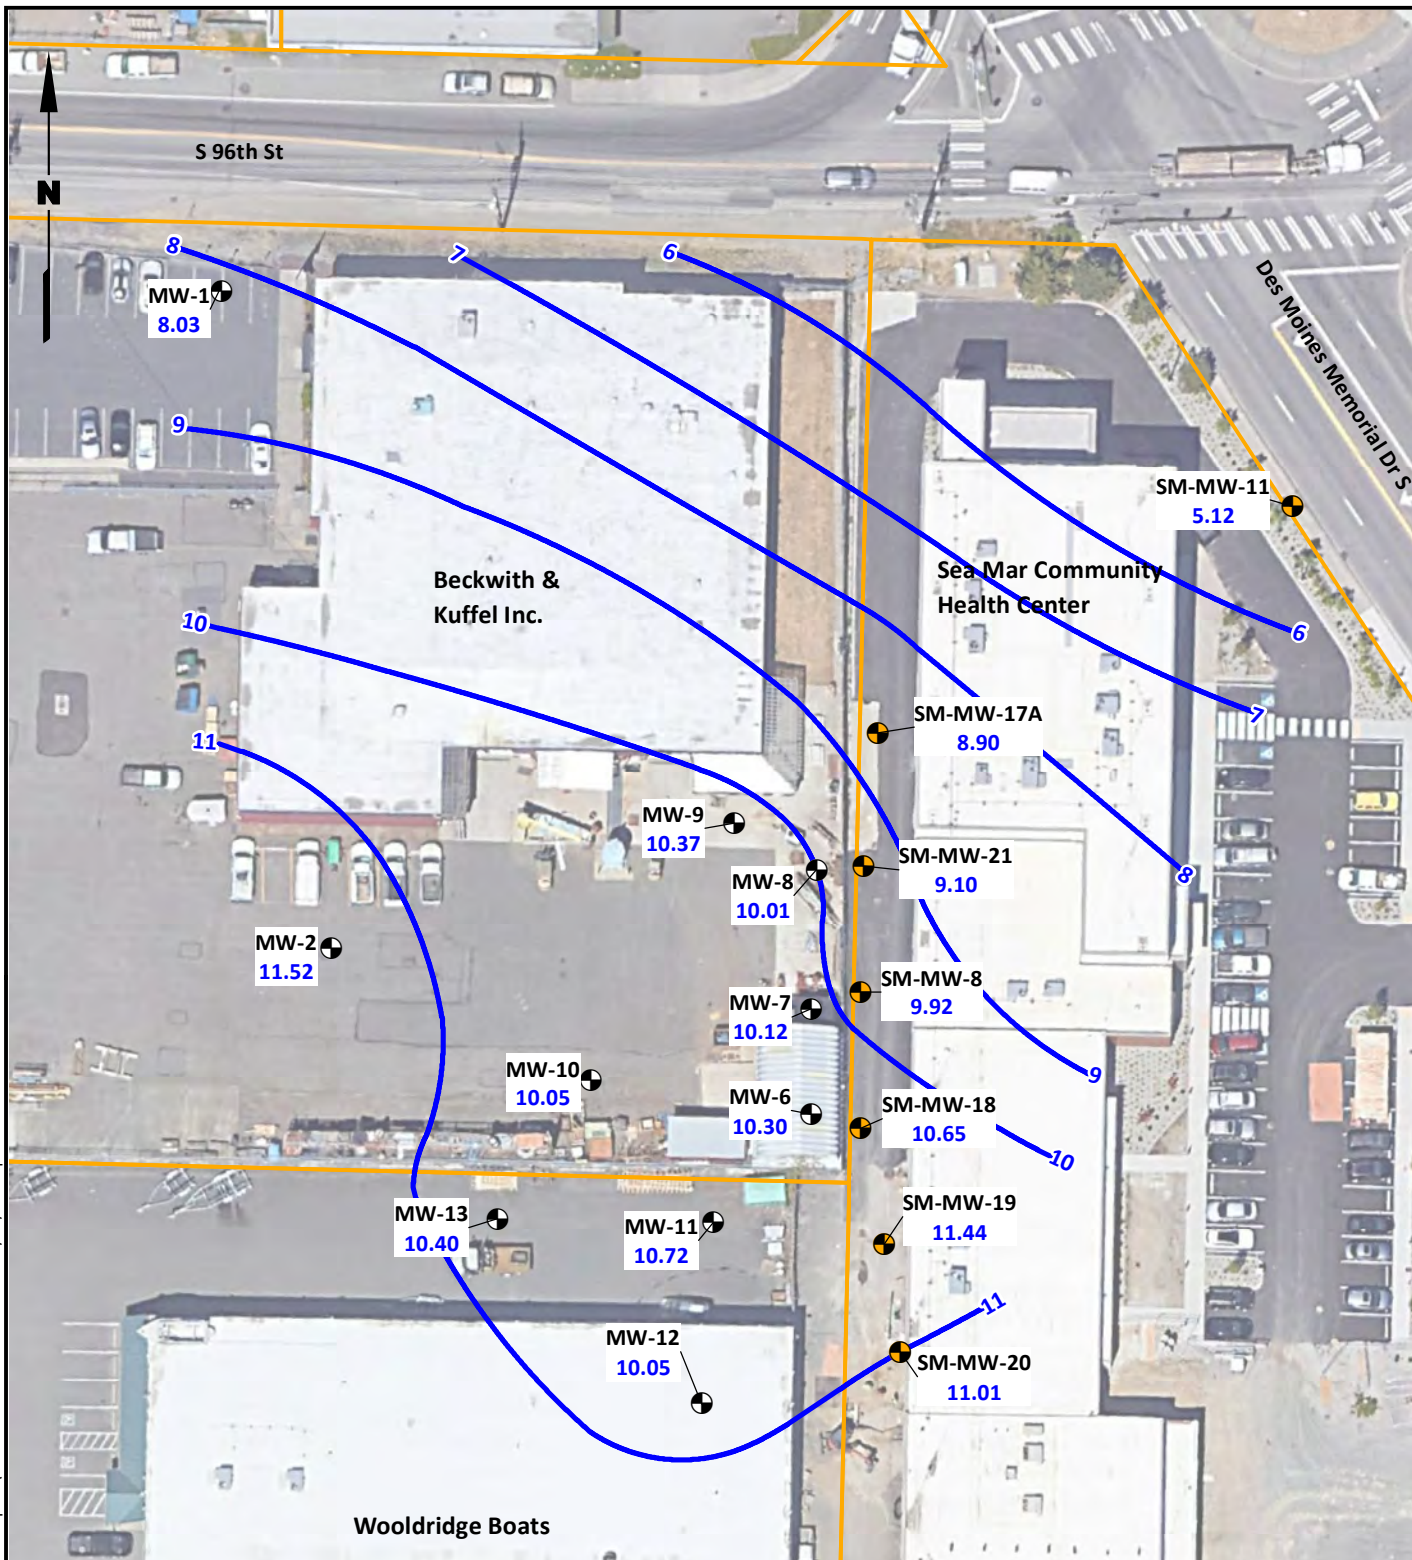 S 96th St
N
8
7
6
MW-1
8.03
Des Moines Memorial Dr S
9
SM-MW-11
5.12
Beckwith &
Kuffel Inc.
Sea Mar Community
Health Center
10
6
7
11
SM-MW-17A
8.90
MW-9
10.37
SM-MW-21
9.10
MW-8
10.01
8
MW-2
11.52
SM-MW-8
9.92
MW-7
10.12
MW-10
10.05
9
MW-6
10.30
SM-MW-18
10.65
10
MW-13
10.40
MW-11
10.72
SM-MW-19
11.44
11
MW-12
10.05
SM-MW-20
11.01
Wooldridge Boats